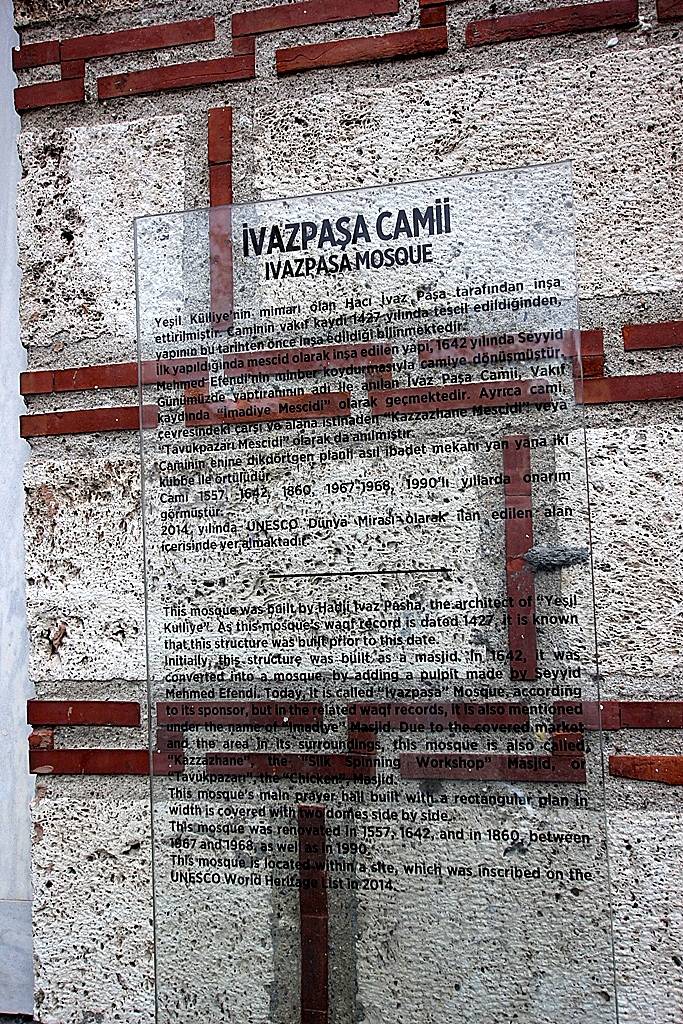 İVAZPAŞA CAMİİ
IVAZPASA MOSQUE
Yeşil Külliye'nin mimarı olan Hacı İvaz Paşa tarafından inşa
ettirilmiştir. Caminin vakıf kaydı 1427 yılında tescil edildiğinden,
yapının bu tarihten önce inşa edildiği bilinmektedir.
İlk yapıldığında mescid olarak inşa edilen yapı, 1642 yılında Seyyid
Mehmed Efendi'nin minber koydurmasıyla camiye dönüşmüştür.
Günümüzde yaptıranının adı ile anılan İvaz Paşa Camii, Vakıf
kaydında "İmadiye Mescidi" olarak geçmektedir. Ayrıca cami,
çevresindeki çarşı ve alana istinaden "Kazzazhane Mescidi" veya
"Tavukpazarı Mescidi" olarak da anılmıştır.
Caminin enine dikdörtgen planlı asıl ibadet mekanı yan yana iki
kubbe ile örtülüdür.
Cami 1557, 1642, 1860, 1967-1968, 1990'lı yıllarda onarım
görmüştür.
2014 yılında UNESCO Dünya Mirası olarak ilan edilen alan
içerisinde yer almaktadır.
This mosque was built by Hadji Ivaz Pasha, the architect of "Yeşil
Kulliye". As this mosque's waqf record is dated 1427, it is known
that this structure was built prior to this date.
Initially, this structure was built as a masjid. In 1642, it was
converted into a mosque, by adding a pulpit made by Seyyid
Mehmed Efendi. Today, it is called "Iyazpaşa" Mosque, according
to its sponsor, but in the related waqf records, it is also mentioned
under the name of "Imadiye" Masjid. Due to the covered market
and the area in its surroundings, this mosque is also called
"Kazzazhane", the "Silk Spinning Workshop" Masjid, or
"Tavukpazarı", the "Chicken" Masjid.
This mosque's main prayer hall built with a rectangular plan in
width is covered with two domes side by side.
This mosque was renovated in 1557, 1642, and in 1860, between
1867 and 1968, as well as in 1990.
This mosque is located within a site, which was inscribed on the
UNESCO World Heritage List in 2014.